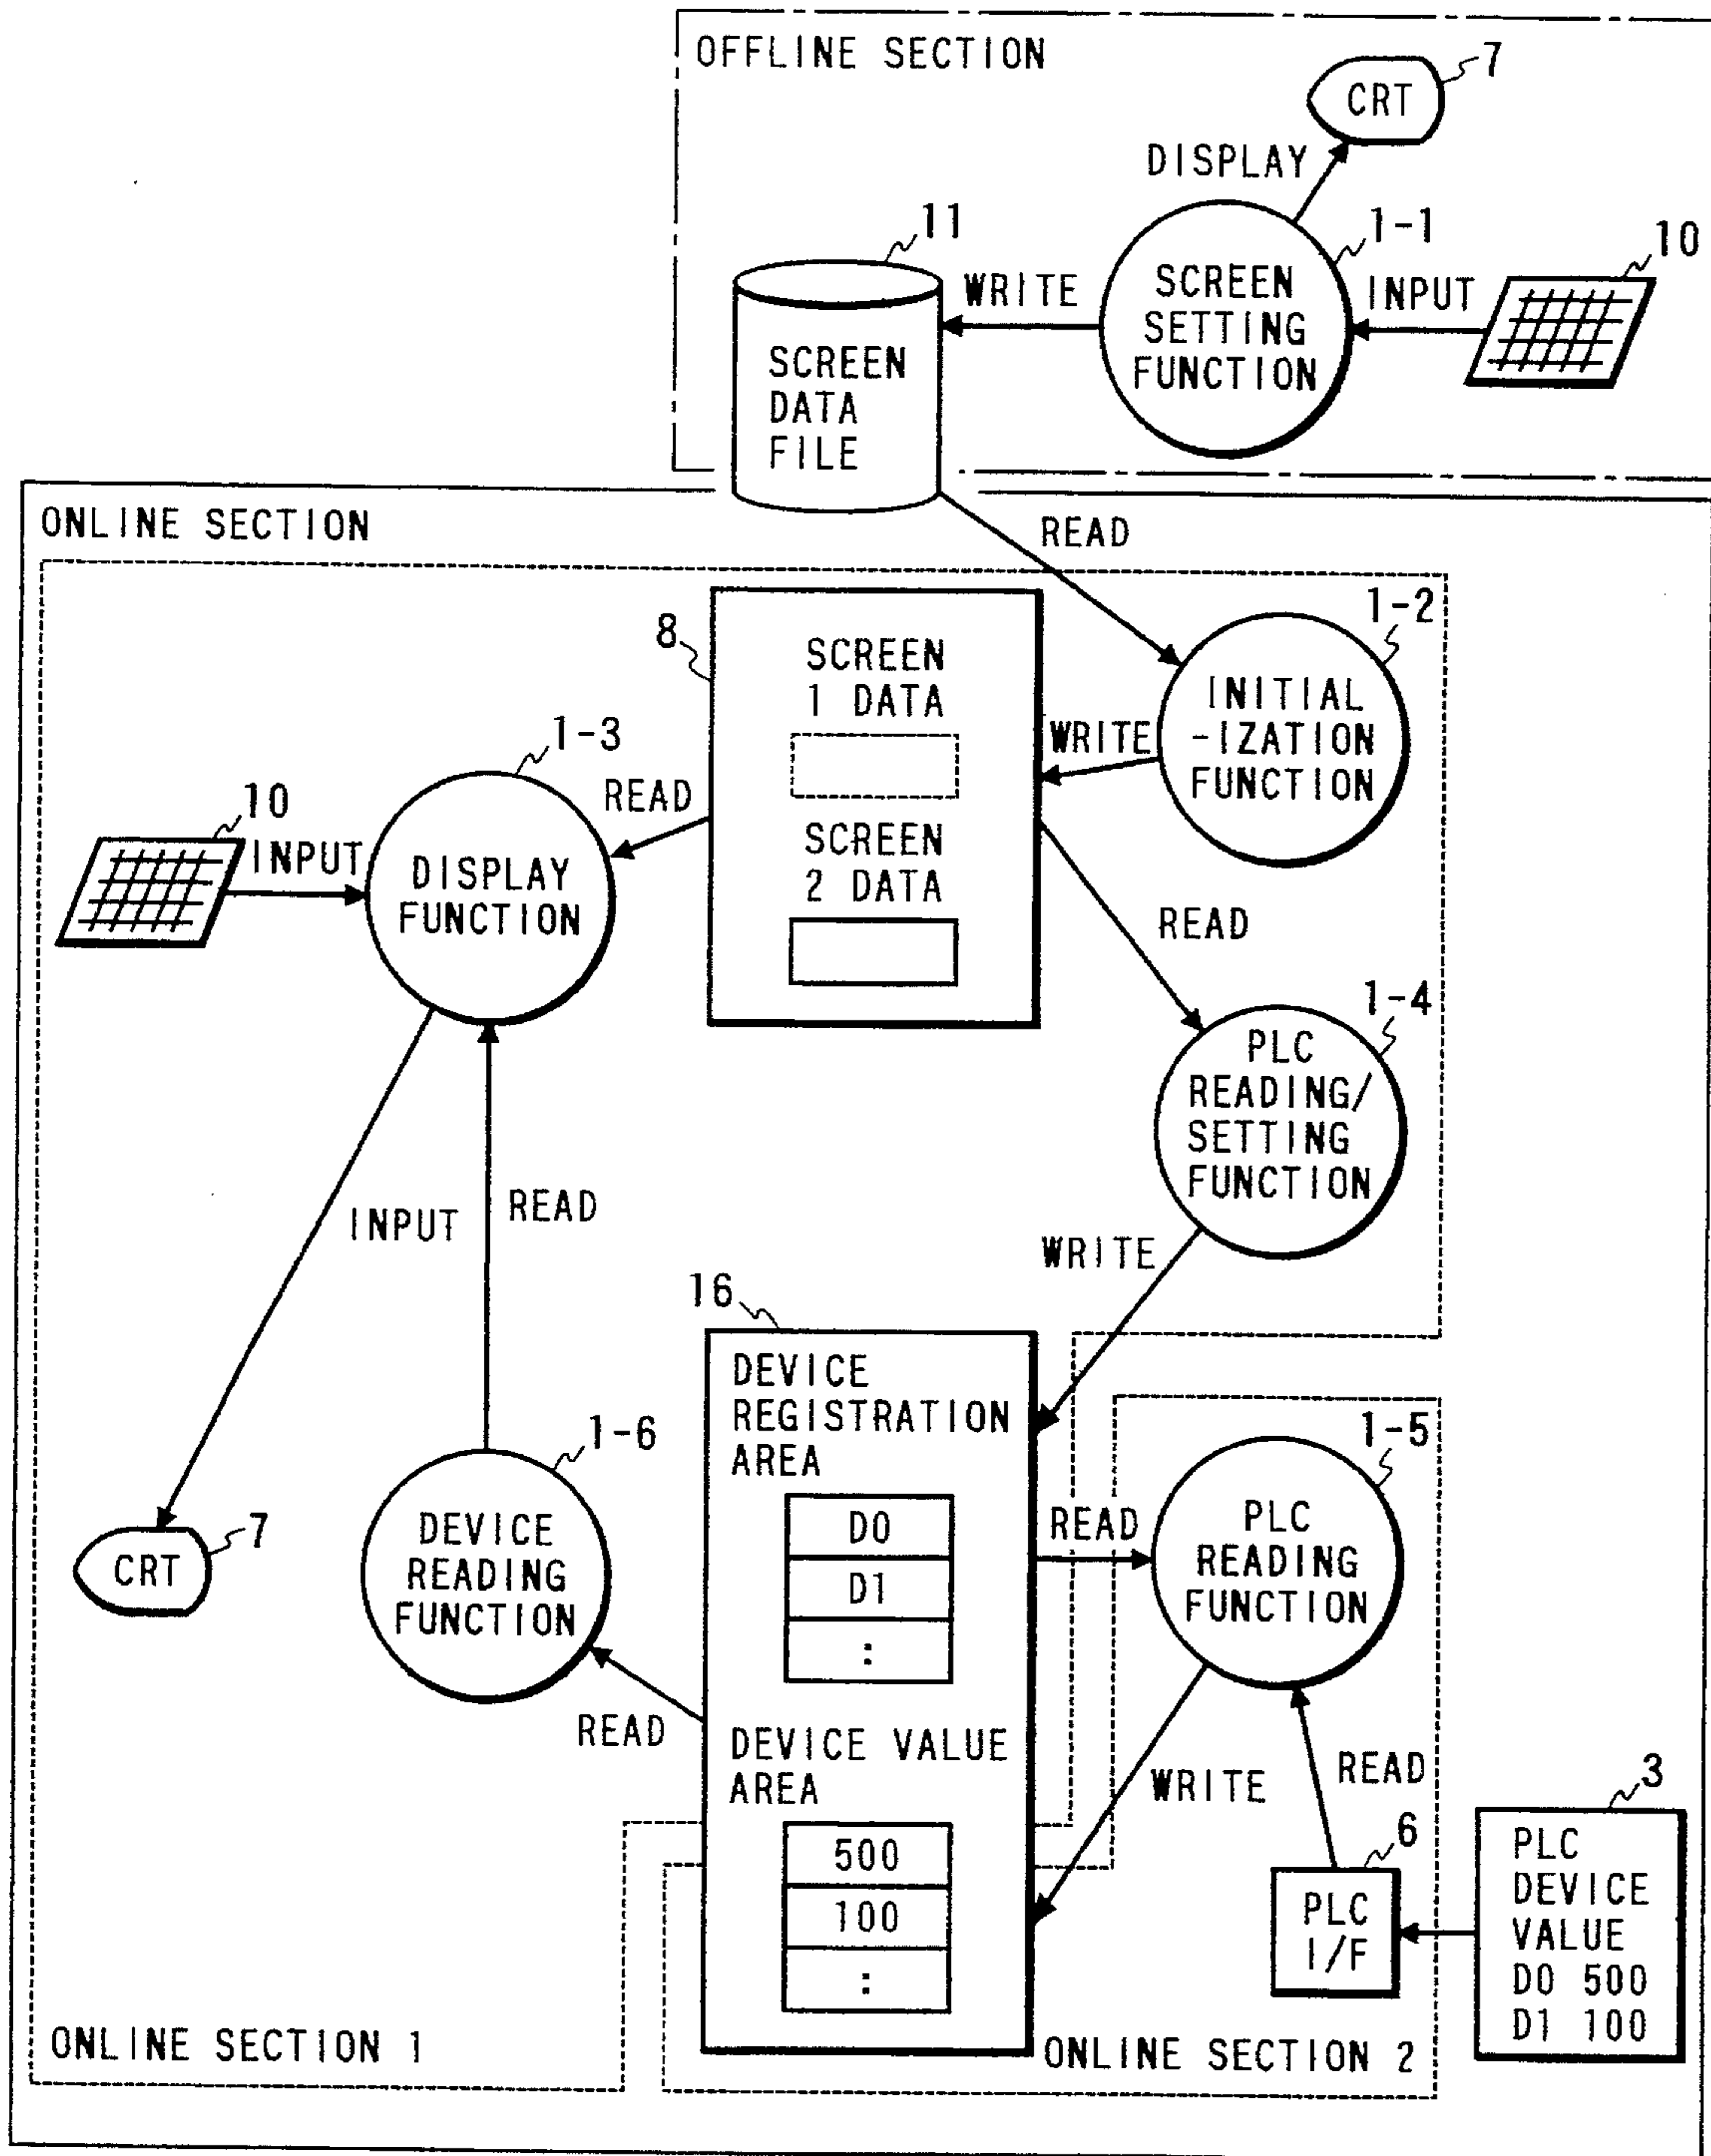 OFFLINE SECTION
7
CRT
DISPLAY
11
1-1
10
WRITE
SCREEN
SETTING
FUNCTION
INPUT
SCREEN
DATA
FILE
ONLINE SECTION
READ
8
SCREEN
1 DATA
1-2
INITIAL
-IZATION
FUNCTION
WRITE
1-3
READ
10
INPUT
DISPLAY
FUNCTION
SCREEN
2 DATA
READ
1-4
PLC
READING/
SETTING
FUNCTION
INPUT
READ
WRITE
16
DEVICE
REGISTRATION
AREA
D0
D1
:
1-6
DEVICE
READING
FUNCTION
7
CRT
READ
1-5
PLC
READING
FUNCTION
READ
DEVICE VALUE
AREA
500
100
:
WRITE
READ
6
PLC
I/F
3
PLC
DEVICE
VALUE
D0 500
D1 100
ONLINE SECTION 1
ONLINE SECTION 2